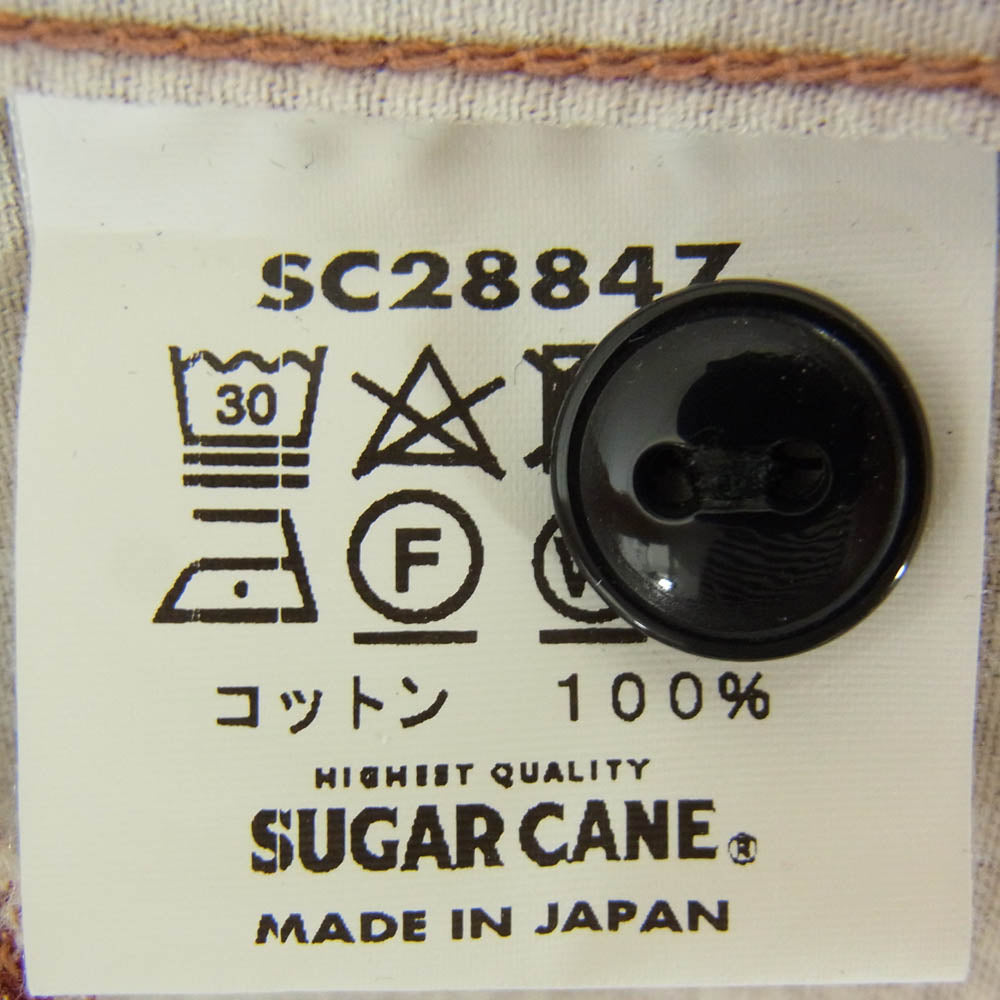 SC28847
30
F
W
コットン 100%
HIGHEST QUALITY
SUGAR CANE®
MADE IN JAPAN